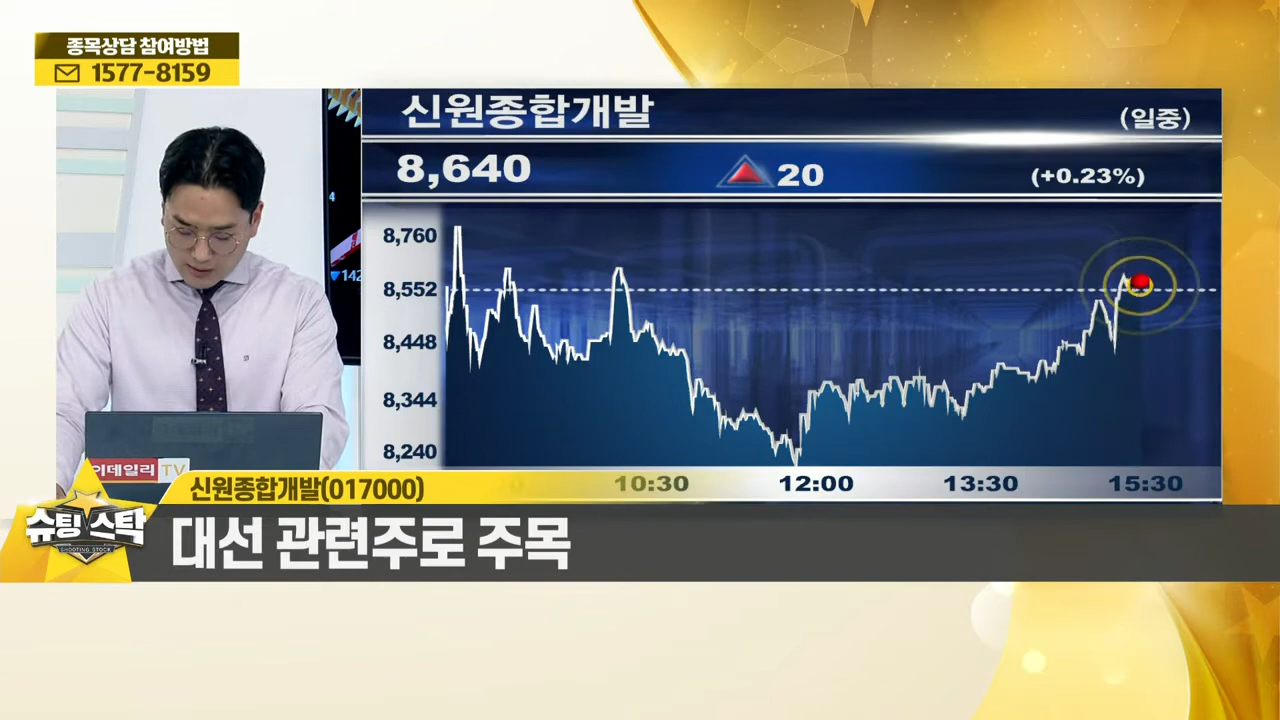 종목상담 참여방법
1577-8159
신원종합개발
(일중)
8,640
20
(+0.23%)
8,760
8,552
8,448
8,344
8,240
10:30
12:00
13:30
15:30
4
▼142
이데일리 TV
신원종합개발(017000)
슈팅 스탁
SHOOTING STOCK
대선 관련주로 주목